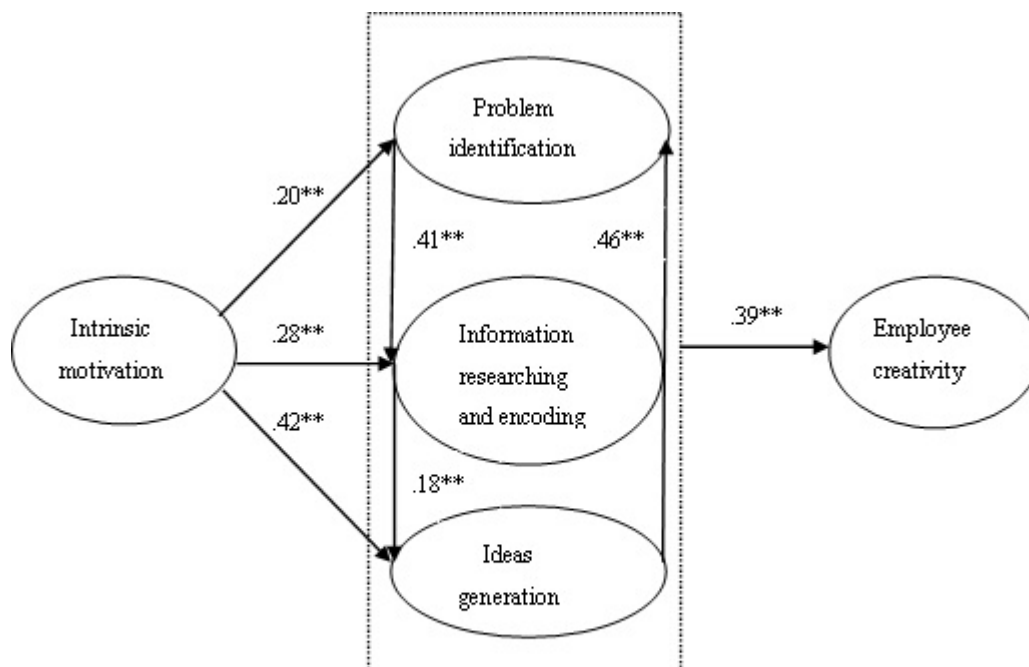 Problem
identification
.20**
.41**
.46**
Intrinsic
motivation
.28**
Information
researching
and encoding
.39**
Employee
creativity
.42**
.18**
Ideas
generation